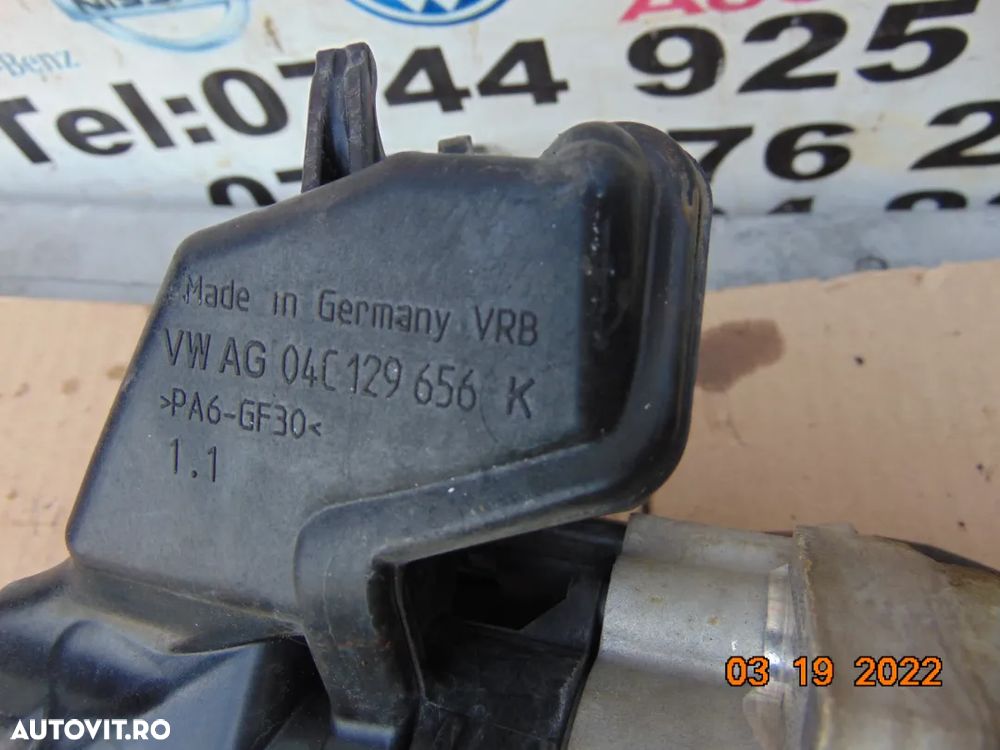 -Benz
Tel: 0744 925
76 2
Made in Germany VRB
VW AG 04C 129 656 K
>PA6-GF30<
1.1
03 19 2022
AUTOVIT.RO